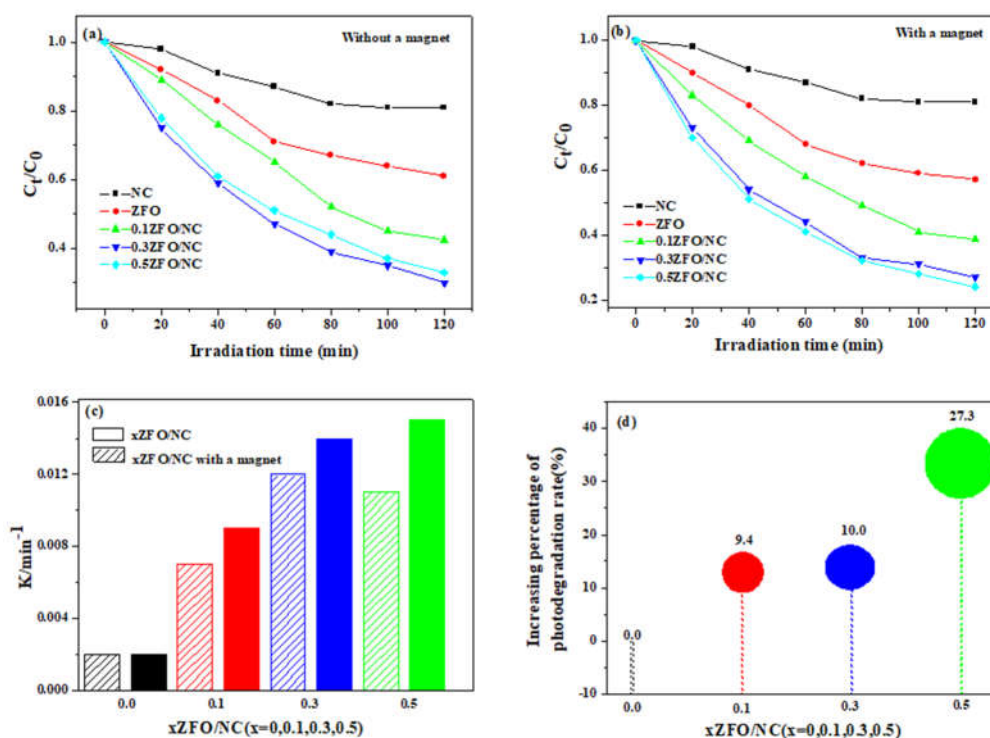 (a)
Without a magnet
1.0
0.8
0.6
0.4
Ct/C0
NC
ZFO
0.1ZFO/NC
0.3ZFO/NC
0.5ZFO/NC
0 20 40 60 80 100 120
Irradiation time (min)
(b)
With a magnet
1.0
0.8
0.6
0.4
0.2
Ct/C0
NC
ZFO
0.1ZFO/NC
0.3ZFO/NC
0.5ZFO/NC
0 20 40 60 80 100 120
Irradiation time (min)
(c)
0.016
0.012
0.008
0.004
0.000
K/min⁻¹
xZFO/NC
xZFO/NC with a magnet
0.0 0.1 0.3 0.5
xZFO/NC(x=0,0.1,0.3,0.5)
(d)
40
30
20
10
0
-10
Increasing percentage of
photodegradation rate(%)
0.0
9.4
10.0
27.3
0.0 0.1 0.3 0.5
xZFO/NC(x=0,0.1,0.3,0.5)